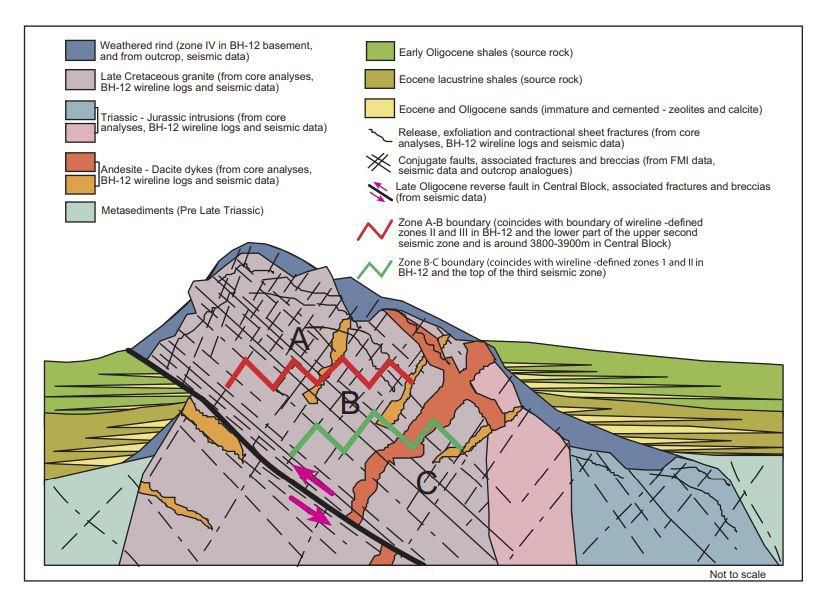 Weathered rind (zone IV in BH-12 basement,
and from outcrop, seismic data)
Late Cretaceous granite (from core analyses,
BH-12 wireline logs and seismic data)
Triassic - Jurassic intrusions (from core
analyses, BH-12 wireline logs and seismic data)
Andesite - Dacite dykes (from core analyses,
BH-12 wireline logs and seismic data)
Metasediments (Pre Late Triassic)
Early Oligocene shales (source rock)
Eocene lacustrine shales (source rock)
Eocene and Oligocene sands (immature and cemented - zeolites and calcite)
Release, exfoliation and contractional sheet fractures (from core
analyses, BH-12 wireline logs and seismic data)
Conjugate faults, associated fractures and breccias (from FMI data,
seismic data and outcrop analogues)
Late Oligocene reverse fault in Central Block, associated fractures and breccias
(from seismic data)
Zone A-B boundary (coincides with boundary of wireline -defined
zones II and III in BH-12 and the lower part of the upper second
seismic zone and is around 3800-3900m in Central Block)
Zone B-C boundary (coincides with wireline -defined zones 1 and II in
BH-12 and the top of the third seismic zone)
A
B
C
Not to scale